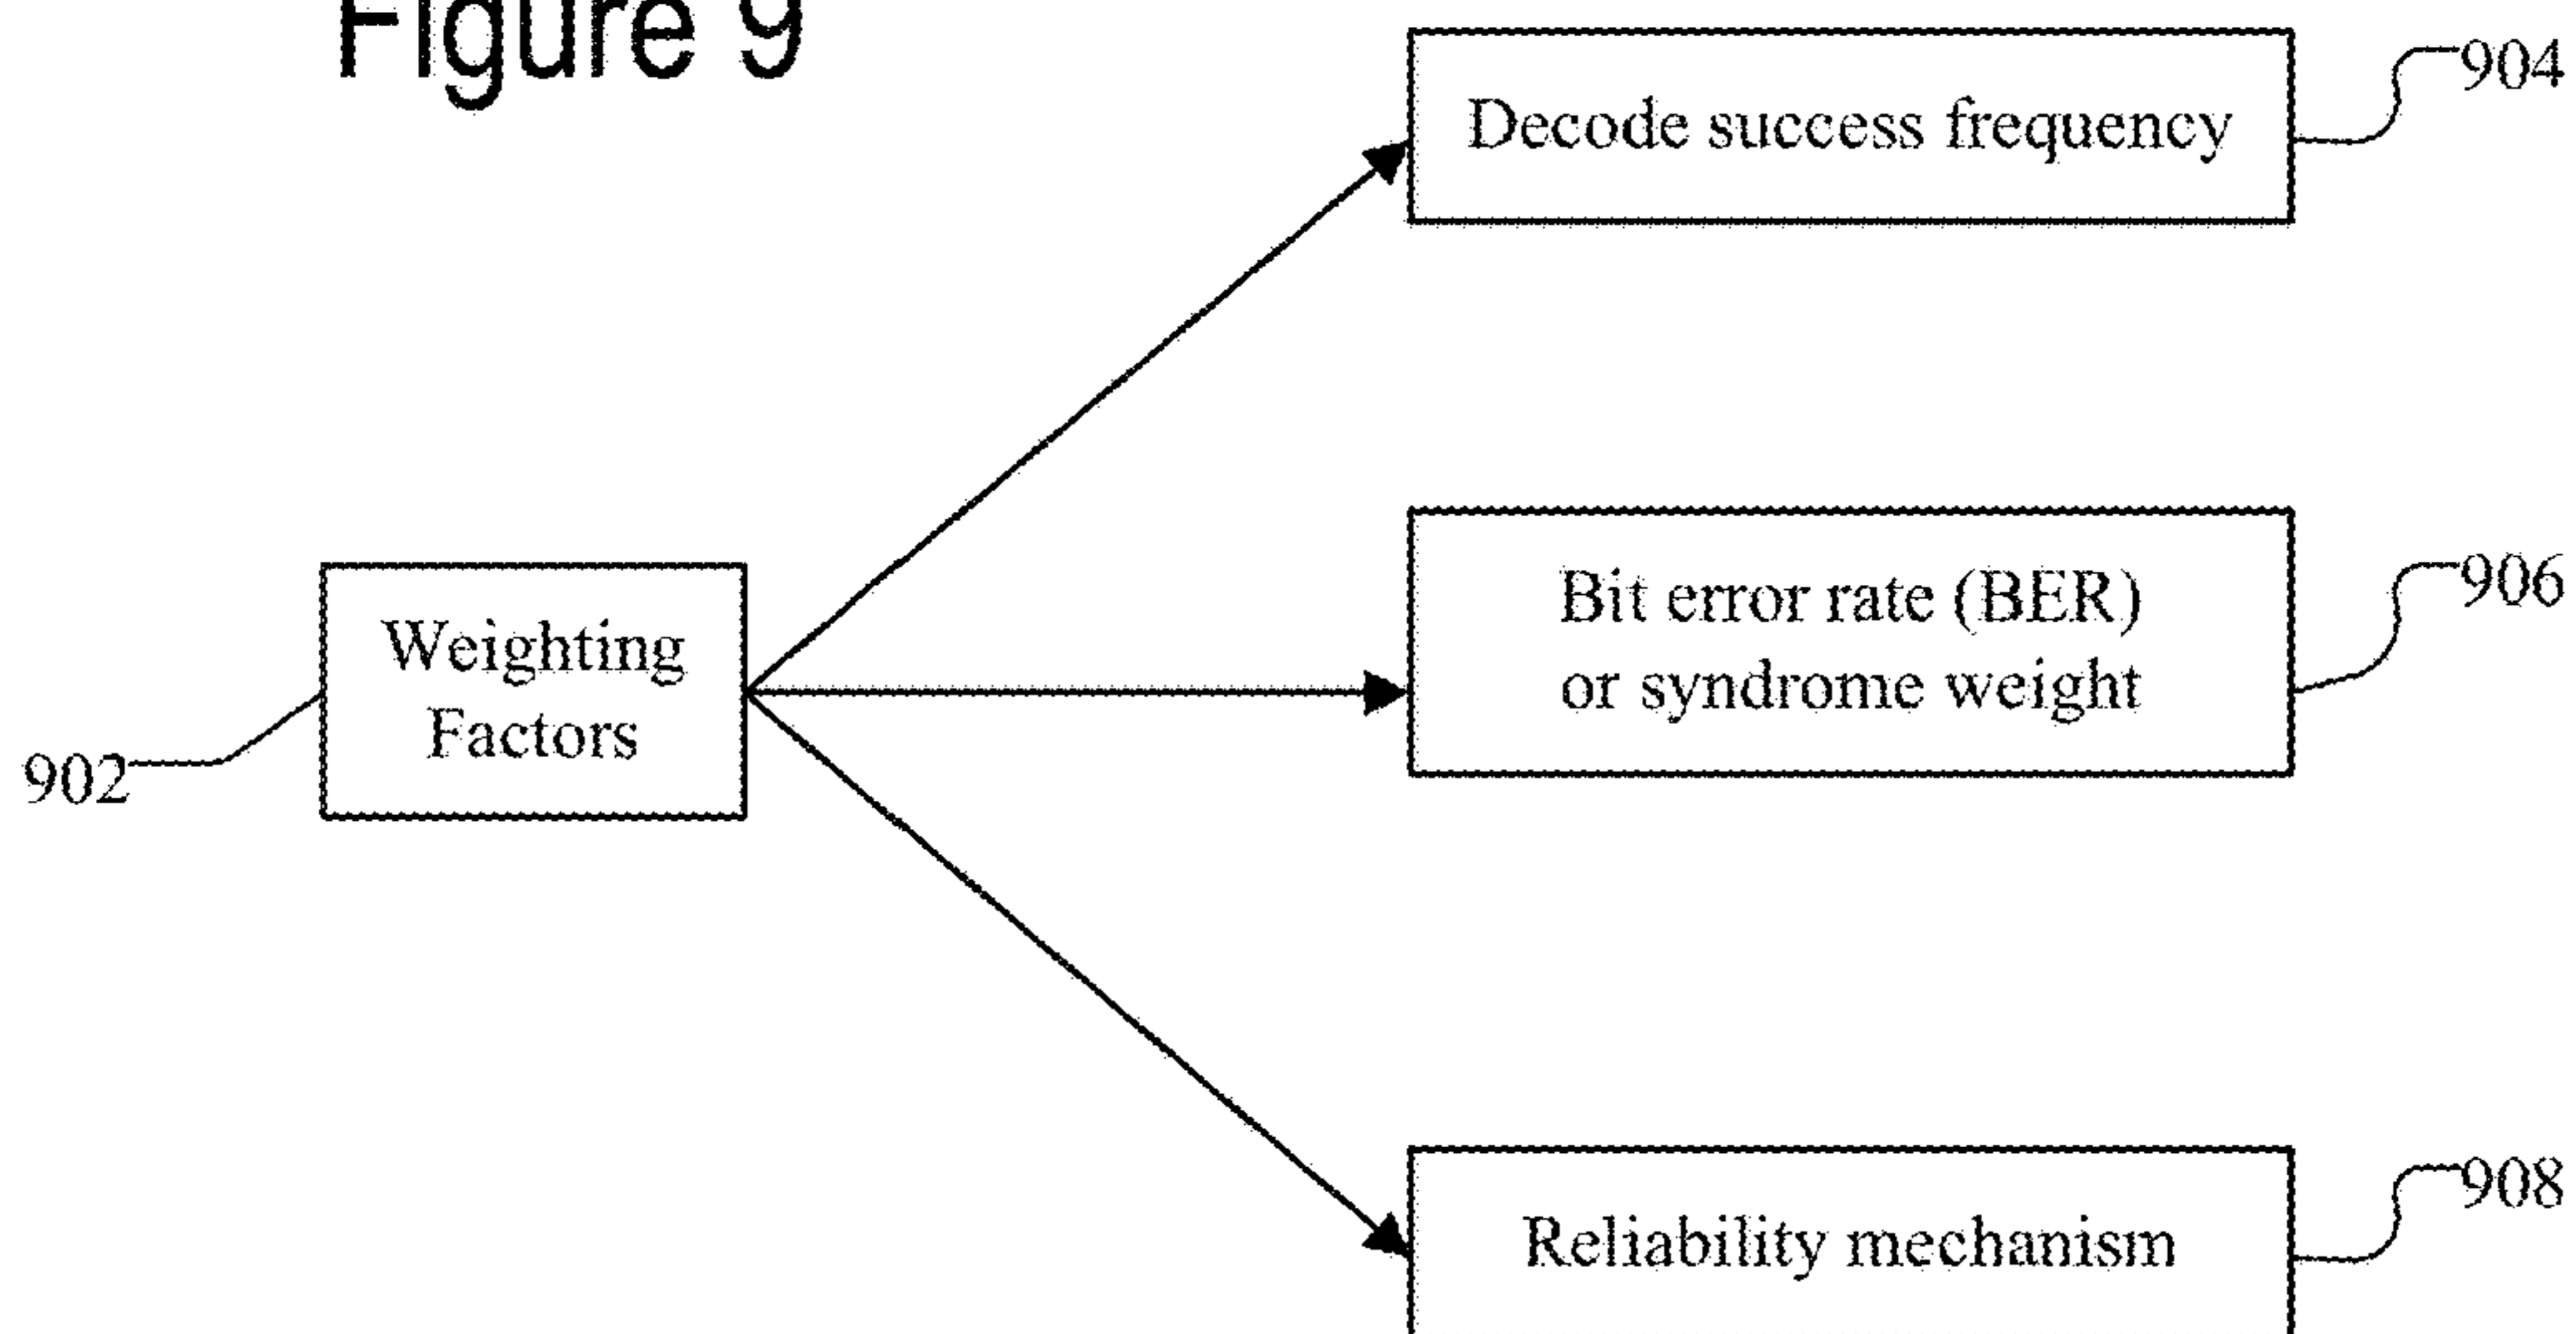 Figure 9
Decode success frequency
904
Bit error rate (BER)
or syndrome weight
906
Weighting
Factors
902
Reliability mechanism
908